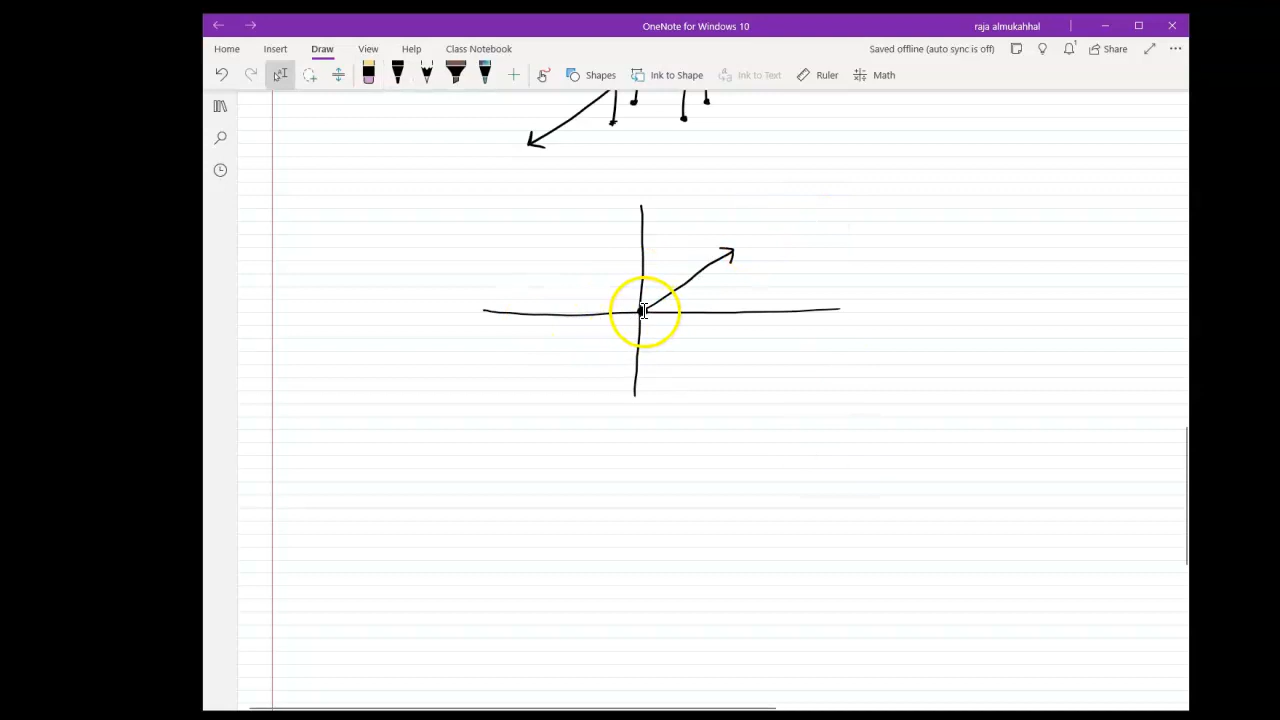 OneNote for Windows 10
raja almukahhal
Home Insert Draw View Help Class Notebook
Saved offline (auto sync is off)
Share
Shapes
Ink to Shape
Ink to Text
Ruler
Math